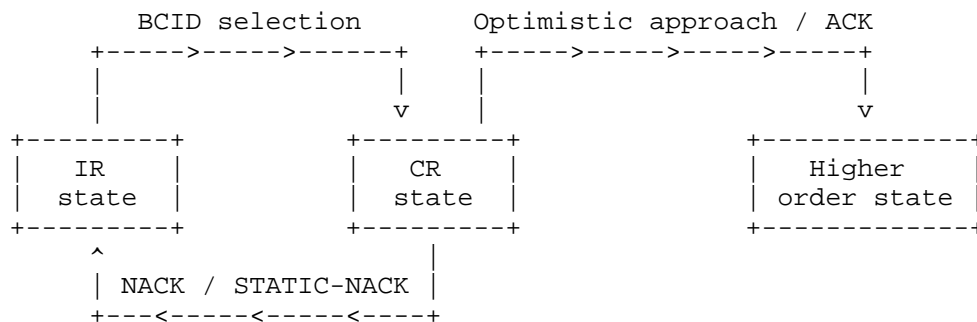 BCID selection Optimistic approach / ACK
+----->----->------+ +----->----->----->-----+
| | | |
| v | v
+---------+ +---------+ +-------------+
| IR | | CR | | Higher |
| state | | state | | order state |
+---------+ +---------+ +-------------+
^ |
| NACK / STATIC-NACK |
+---<-----<-----<----+